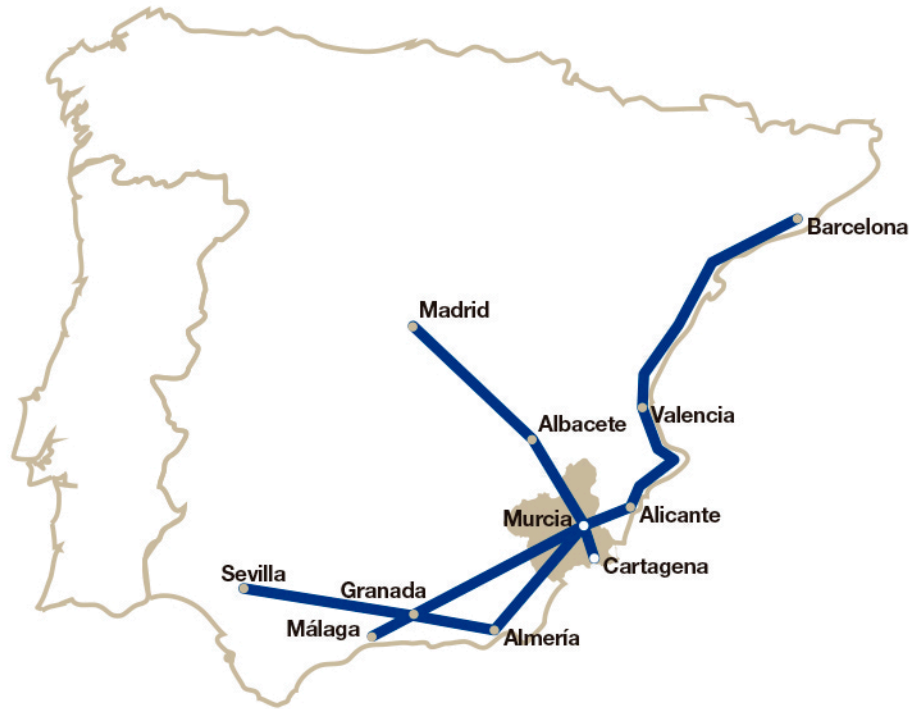 Barcelona
Madrid
Valencia
Albacete
Murcia
Alicante
Cartagena
Sevilla
Granada
Málaga
Almería